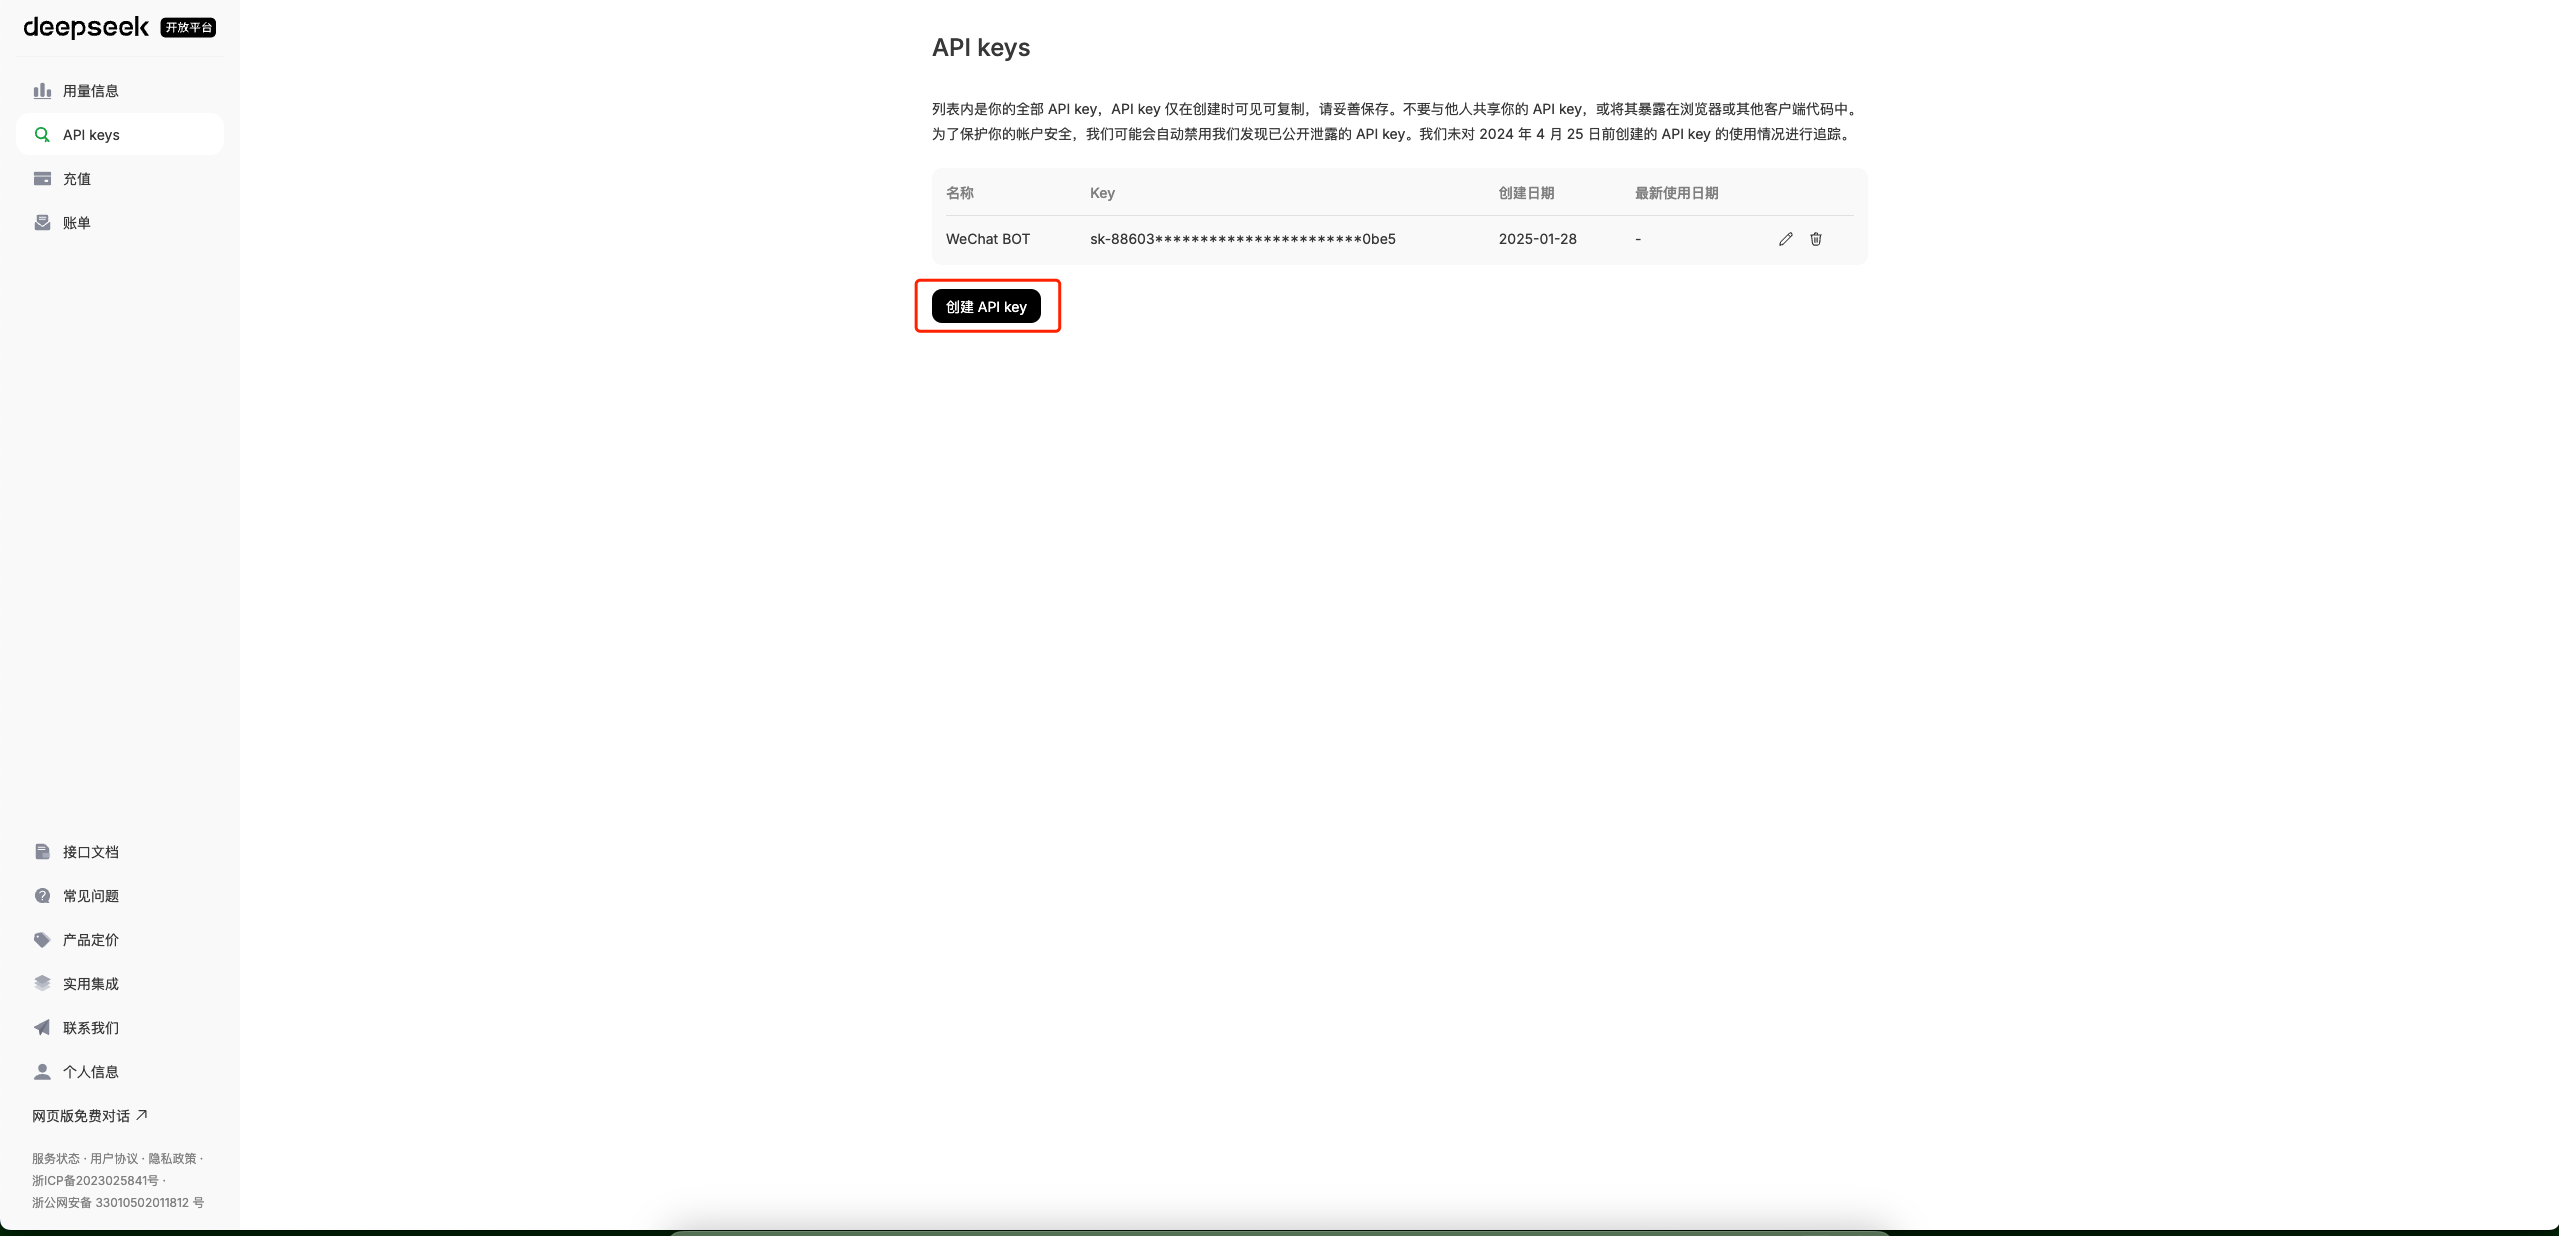 deepseek 开放平台
用量信息
API keys
充值
账单
接口文档
常见问题
产品定价
实用集成
联系我们
个人信息
网页版免费对话
服务状态 · 用户协议 · 隐私政策 ·
浙ICP备2023025841号 ·
浙公网安备 33010502011812 号
API keys
列表内是你的全部 API key，API key 仅在创建时可见可复制，请妥善保存。不要与他人共享你的 API key，或将其暴露在浏览器或其他客户端代码中。
为了保护你的帐户安全，我们可能会自动禁用我们发现已公开泄露的 API key。我们未对 2024 年 4 月 25 日前创建的 API key 的使用情况进行追踪。
名称 Key 创建日期 最新使用日期
WeChat BOT sk-88603***********************0be5 2025-01-28 -
创建 API key